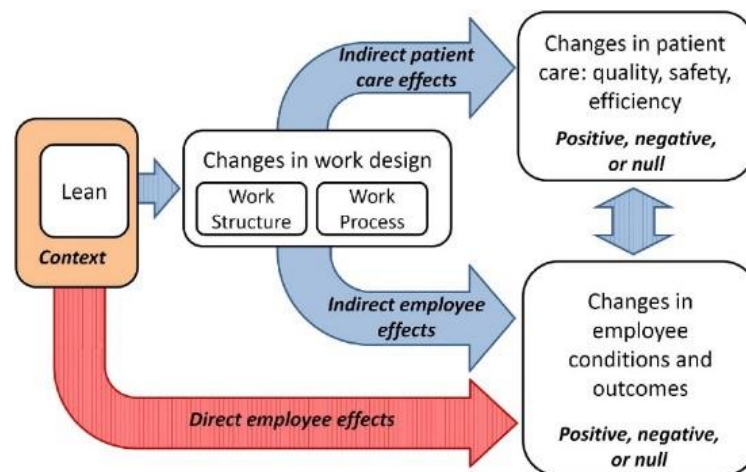 Indirect patient
care effects
Changes in patient
care: quality, safety,
efficiency
Positive, negative,
or null
Lean
Context
Changes in work design
Work
Structure
Work
Process
Indirect employee
effects
Changes in
employee
conditions and
outcomes
Positive, negative,
or null
Direct employee effects